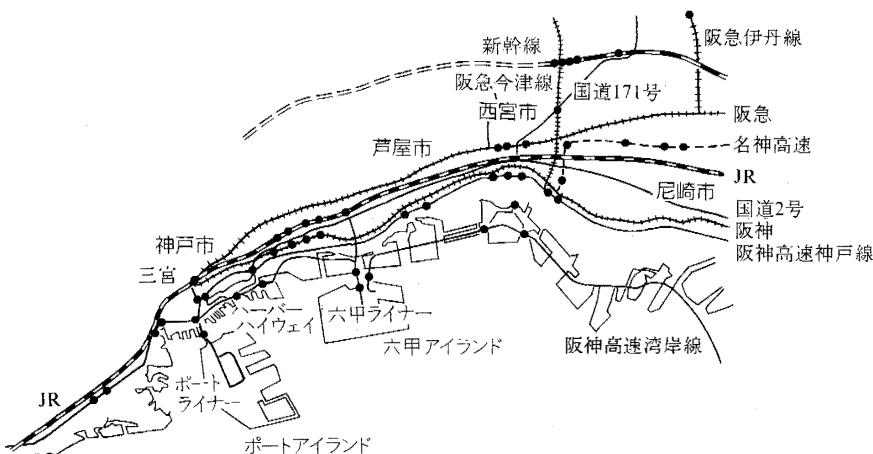 新幹線
阪急伊丹線
阪急今津線
国道171号
西宮市
阪急
芦屋市
名神高速
JR
尼崎市
国道2号
神戸市
阪神
三宮
阪神高速神戸線
ハーバー
ハイウェイ
六甲ライナー
六甲アイランド
阪神高速湾岸線
JR
ポート
ライナー
ポートアイランド